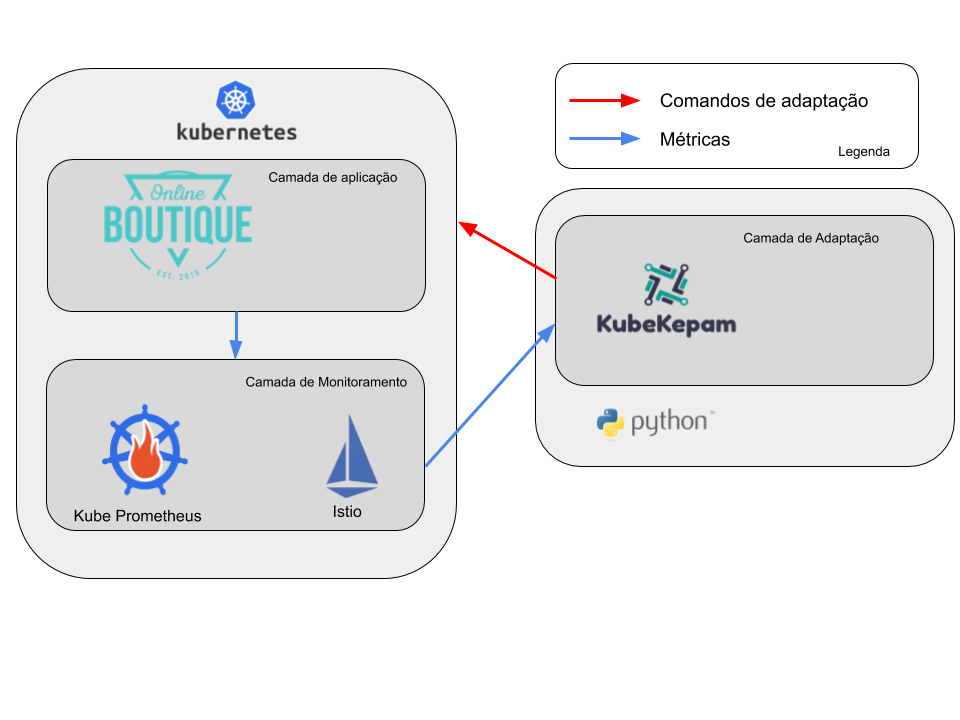 kubernetes
Camada de aplicação
Online
BOUTIQUE
EST. 2015
Camada de Monitoramento
Kube Prometheus
Istio
Comandos de adaptação
Métricas
Legenda
Camada de Adaptação
KubeKepam
python™